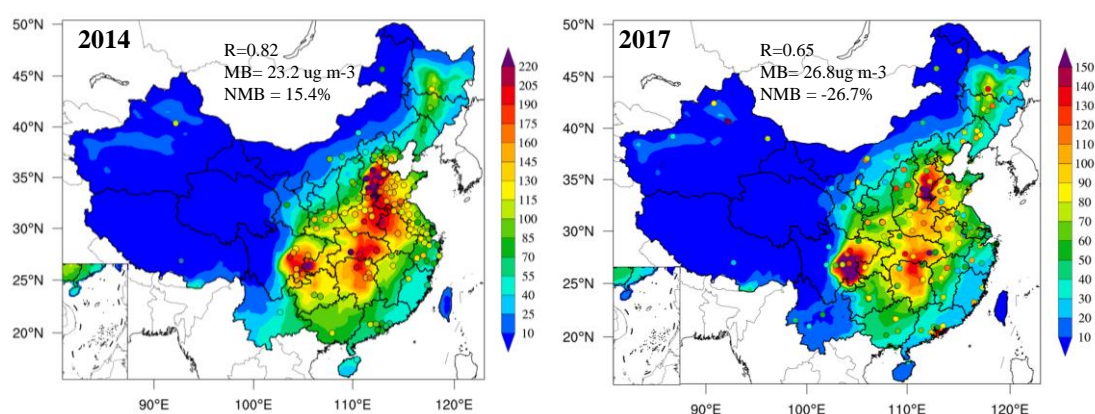 2014
R=0.82
MB= 23.2 ug m-3
NMB = 15.4%
50°N
45°N
40°N
35°N
30°N
25°N
20°N
90°E
100°E
110°E
120°E
220
205
190
175
160
145
130
115
100
85
70
55
40
25
10
2017
R=0.65
MB= 26.8ug m-3
NMB = -26.7%
50°N
45°N
40°N
35°N
30°N
25°N
20°N
90°E
100°E
110°E
120°E
150
140
130
120
110
100
90
80
70
60
50
40
30
20
10